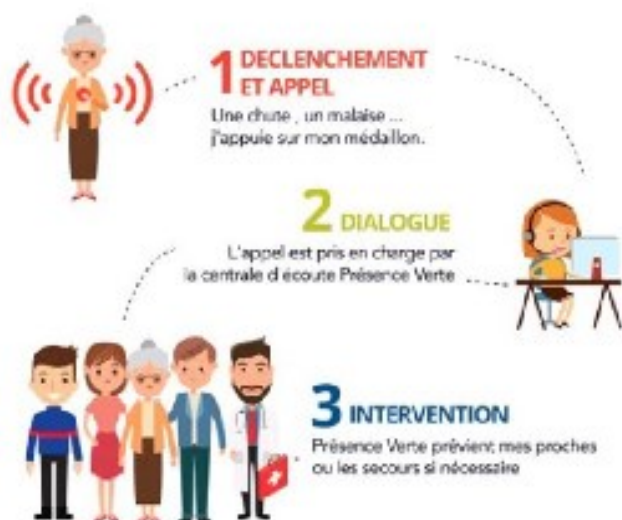 1 DECLENCHEMENT
ET APPEL
Une chute , un malaise ...
j'appuie sur mon médaillon.
2 DIALOGUE
L'appel est pris en charge par
la centrale d'écoute Présence Verte
3 INTERVENTION
Présence Verte prévient mes proches
ou les secours si nécessaire